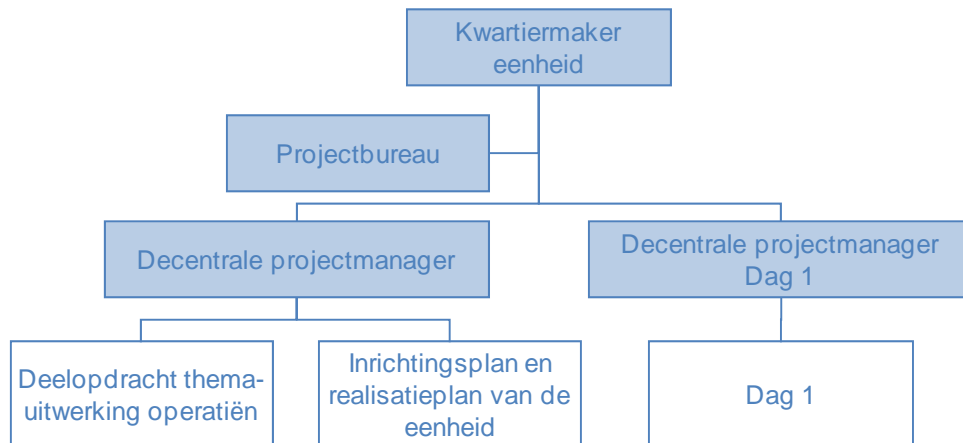 Kwartiermaker
eenheid
Projectbureau
Decentrale projectmanager
Decentrale projectmanager
Dag 1
Deelopdracht thema-
uitwerking operatiën
Inrichtingsplan en
realisatieplan van de
eenheid
Dag 1